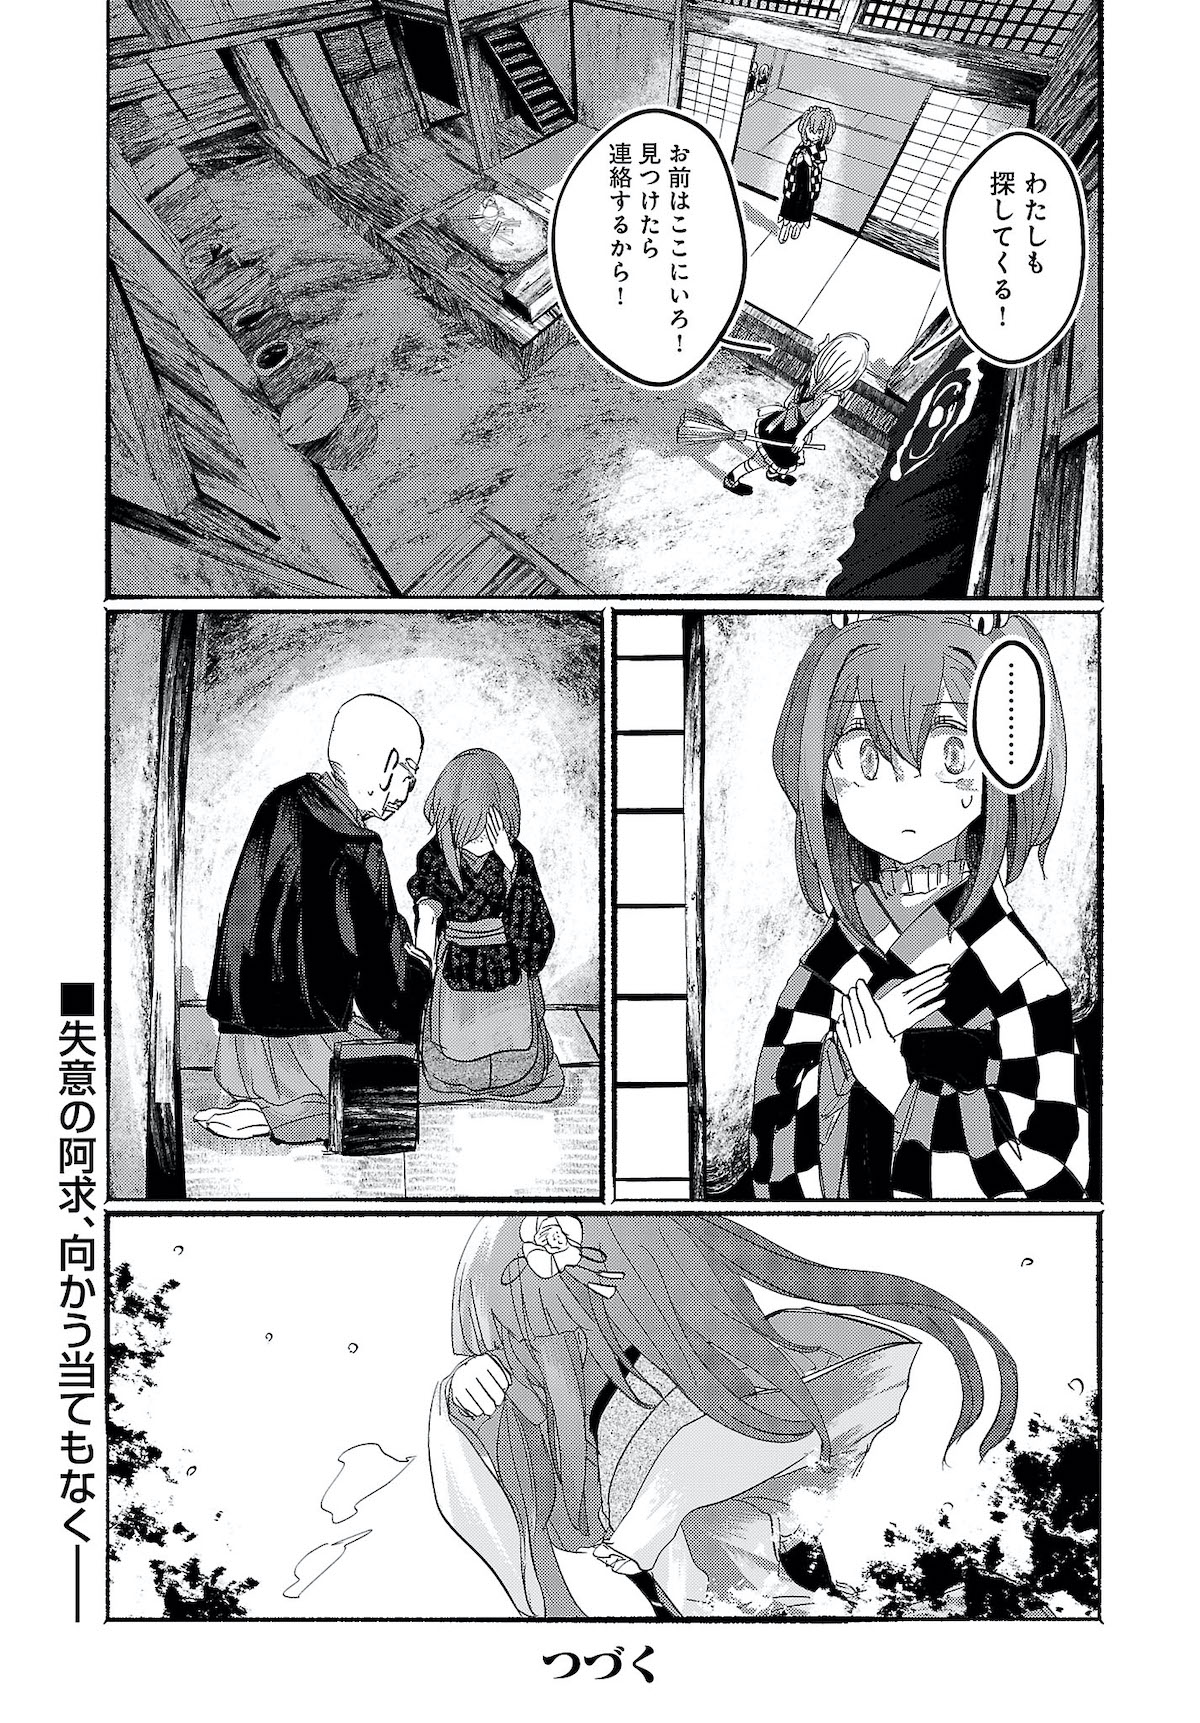 わたしも
探してくる！
お前はここにいろ！
見つけたら
連絡するから！
…………
■失意の阿求、向かう当てもなく――
つづく